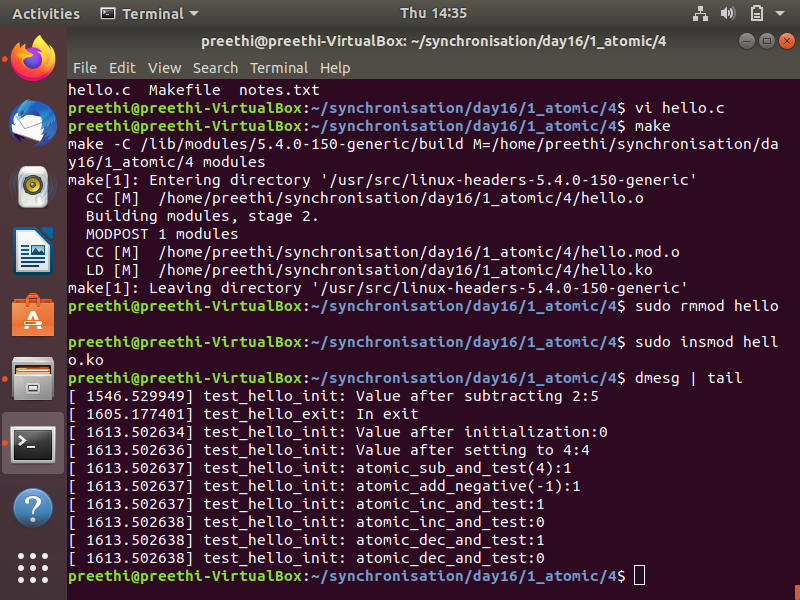 Activities Terminal Thu 14:35
preethi@preethi-VirtualBox: ~/synchronisation/day16/1_atomic/4
File Edit View Search Terminal Help
hello.c  Makefile  notes.txt
preethi@preethi-VirtualBox:~/synchronisation/day16/1_atomic/4$ vi hello.c
preethi@preethi-VirtualBox:~/synchronisation/day16/1_atomic/4$ make
make -C /lib/modules/5.4.0-150-generic/build M=/home/preethi/synchronisation/da
y16/1_atomic/4 modules
make[1]: Entering directory '/usr/src/linux-headers-5.4.0-150-generic'
  CC [M]  /home/preethi/synchronisation/day16/1_atomic/4/hello.o
  Building modules, stage 2.
  MODPOST 1 modules
  CC [M]  /home/preethi/synchronisation/day16/1_atomic/4/hello.mod.o
  LD [M]  /home/preethi/synchronisation/day16/1_atomic/4/hello.ko
make[1]: Leaving directory '/usr/src/linux-headers-5.4.0-150-generic'
preethi@preethi-VirtualBox:~/synchronisation/day16/1_atomic/4$ sudo rmmod hello
preethi@preethi-VirtualBox:~/synchronisation/day16/1_atomic/4$ sudo insmod hell
o.ko
preethi@preethi-VirtualBox:~/synchronisation/day16/1_atomic/4$ dmesg | tail
[ 1546.529949] test_hello_init: Value after subtracting 2:5
[ 1605.177401] test_hello_exit: In exit
[ 1613.502634] test_hello_init: Value after initialization:0
[ 1613.502636] test_hello_init: Value after setting to 4:4
[ 1613.502637] test_hello_init: atomic_sub_and_test(4):1
[ 1613.502637] test_hello_init: atomic_add_negative(-1):1
[ 1613.502637] test_hello_init: atomic_inc_and_test:1
[ 1613.502638] test_hello_init: atomic_inc_and_test:0
[ 1613.502638] test_hello_init: atomic_dec_and_test:1
[ 1613.502638] test_hello_init: atomic_dec_and_test:0
preethi@preethi-VirtualBox:~/synchronisation/day16/1_atomic/4$